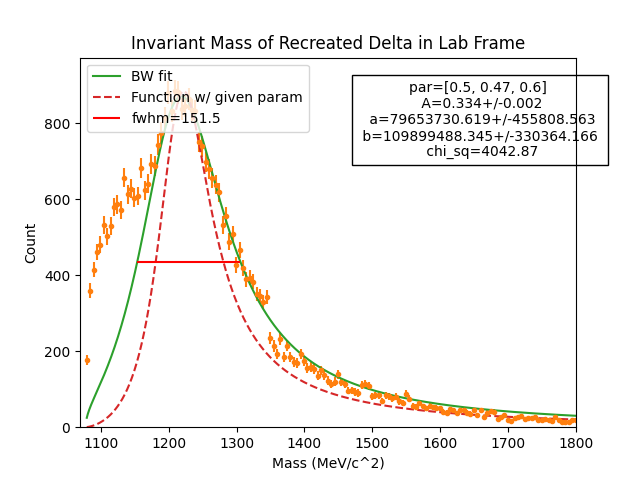 Invariant Mass of Recreated Delta in Lab Frame
BW fit
Function w/ given param
fwhm=151.5
par=[0.5, 0.47, 0.6]
A=0.334+/-0.002
a=79653730.619+/-455808.563
b=109899488.345+/-330364.166
chi_sq=4042.87
Count
800
600
400
200
0
1100 1200 1300 1400 1500 1600 1700 1800
Mass (MeV/c^2)